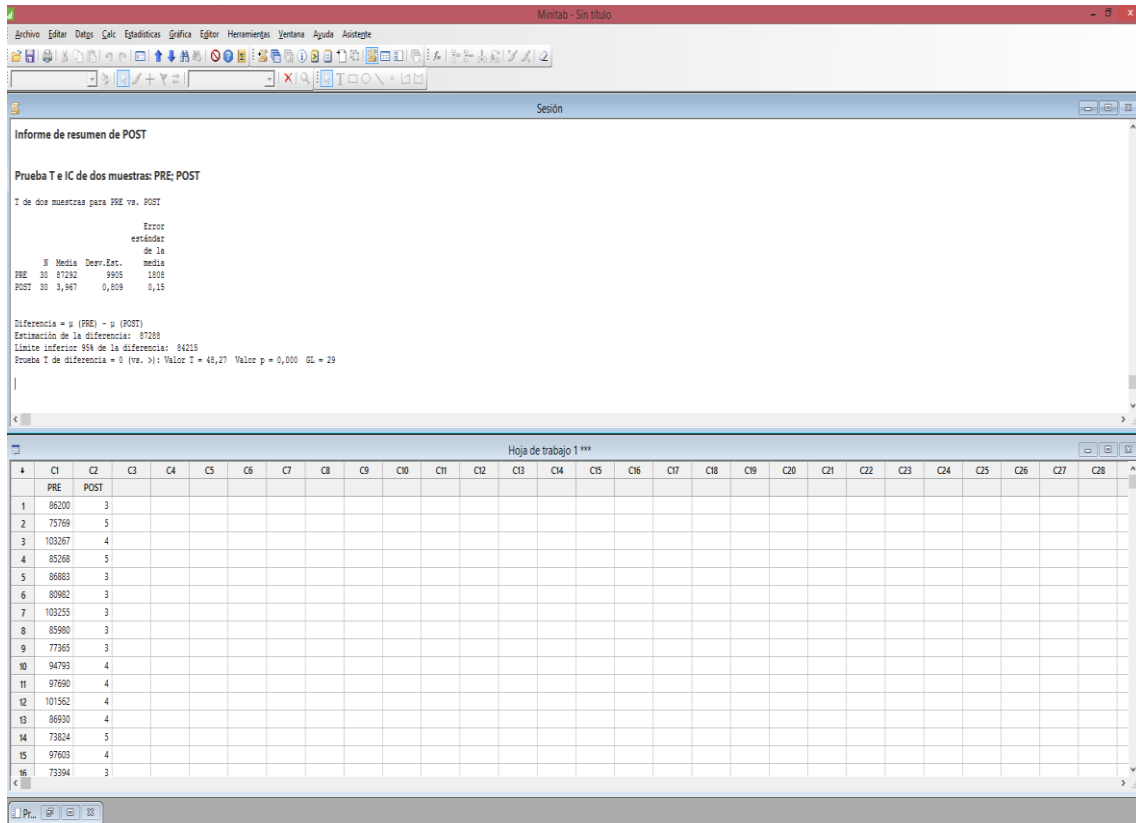 Minitab - Sin título
Archivo Editar Datos Calc Estadísticas Gráfica Editor Herramientas Ventana Ayuda Asistente
Sesión
Informe de resumen de POST
Prueba T e IC de dos muestras: PRE; POST
T de dos muestras para PRE vs. POST
Error
estándar
de la
N Media Desv.Est. media
PRE 30 87292 9905 1808
POST 30 3,967 0,809 0,15
Diferencia = μ (PRE) - μ (POST)
Estimación de la diferencia: 87288
Límite inferior 95% de la diferencia: 84215
Prueba T de diferencia = 0 (vs. >): Valor T = 48,27 Valor p = 0,000 GL = 29
Hoja de trabajo 1 ***
C1 C2 C3 C4 C5 C6 C7 C8 C9 C10 C11 C12 C13 C14 C15 C16 C17 C18 C19 C20 C21 C22 C23 C24 C25 C26 C27 C28
PRE POST
1 86200 3
2 75769 5
3 103267 4
4 85268 5
5 86883 3
6 80982 3
7 103255 3
8 85980 3
9 77365 3
10 94793 4
11 97690 4
12 101562 4
13 86930 4
14 73824 5
15 97603 4
16 73394 3
Pr...